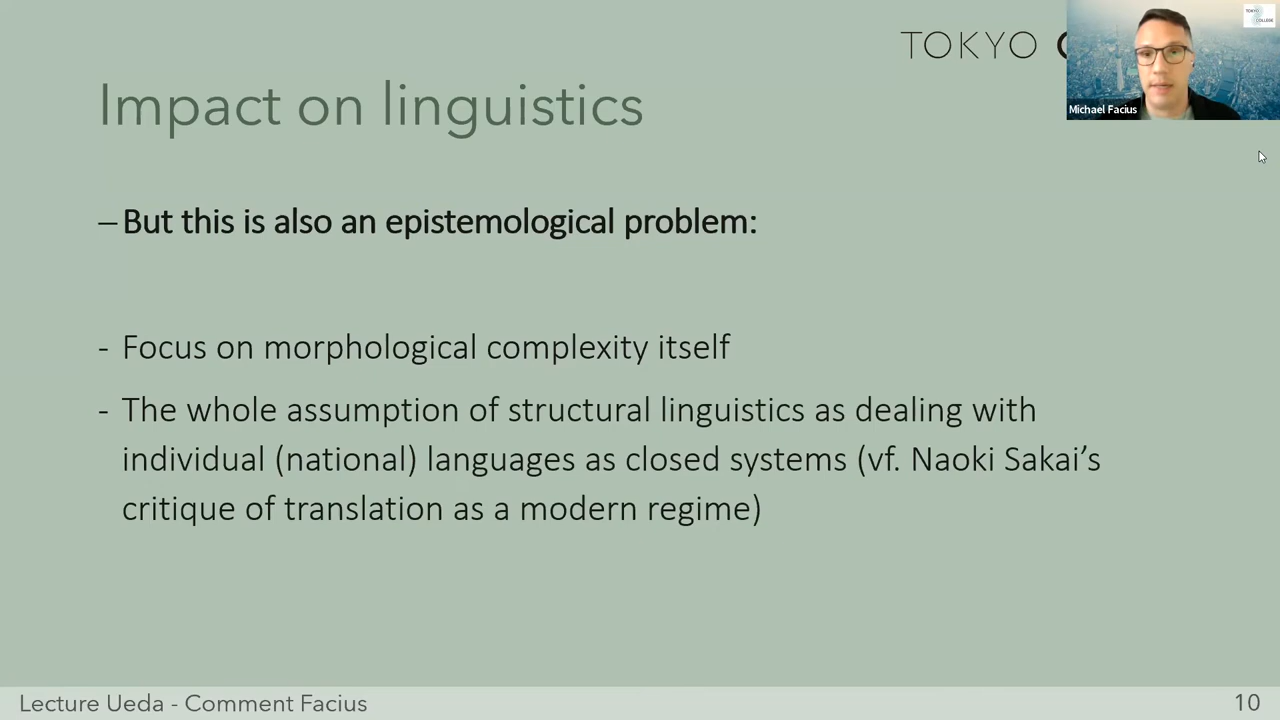 TOKYO
TOKYO
COLLEGE
Michael Facius
Impact on linguistics
– But this is also an epistemological problem:
- Focus on morphological complexity itself
- The whole assumption of structural linguistics as dealing with
individual (national) languages as closed systems (vf. Naoki Sakai’s
critique of translation as a modern regime)
Lecture Ueda - Comment Facius
10